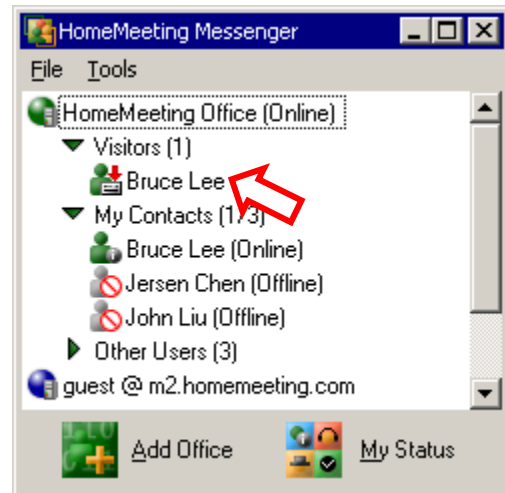 HomeMeeting Messenger
File Tools
HomeMeeting Office (Online)
Visitors (1)
Bruce Lee
My Contacts (1/3)
Bruce Lee (Online)
Jersen Chen (Offline)
John Liu (Offline)
Other Users (3)
guest @ m2.homemeeting.com
Add Office My Status